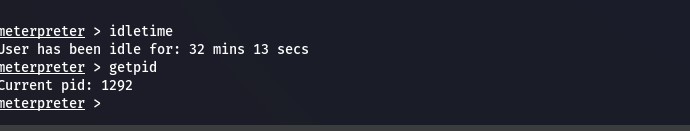 meterpreter > idletime
User has been idle for: 32 mins 13 secs
meterpreter > getpid
Current pid: 1292
meterpreter >